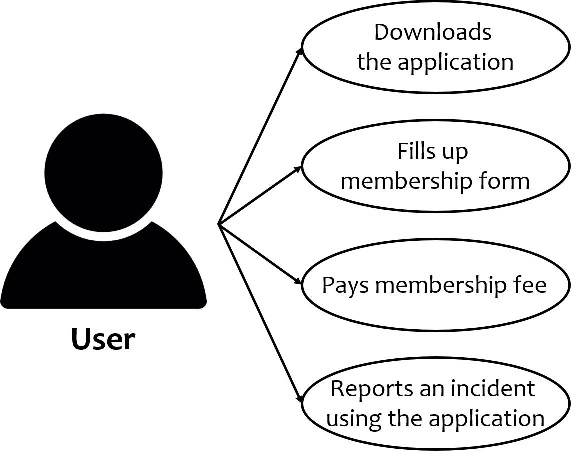 Downloads
the application
Fills up
membership form
Pays membership fee
Reports an incident
using the application
User